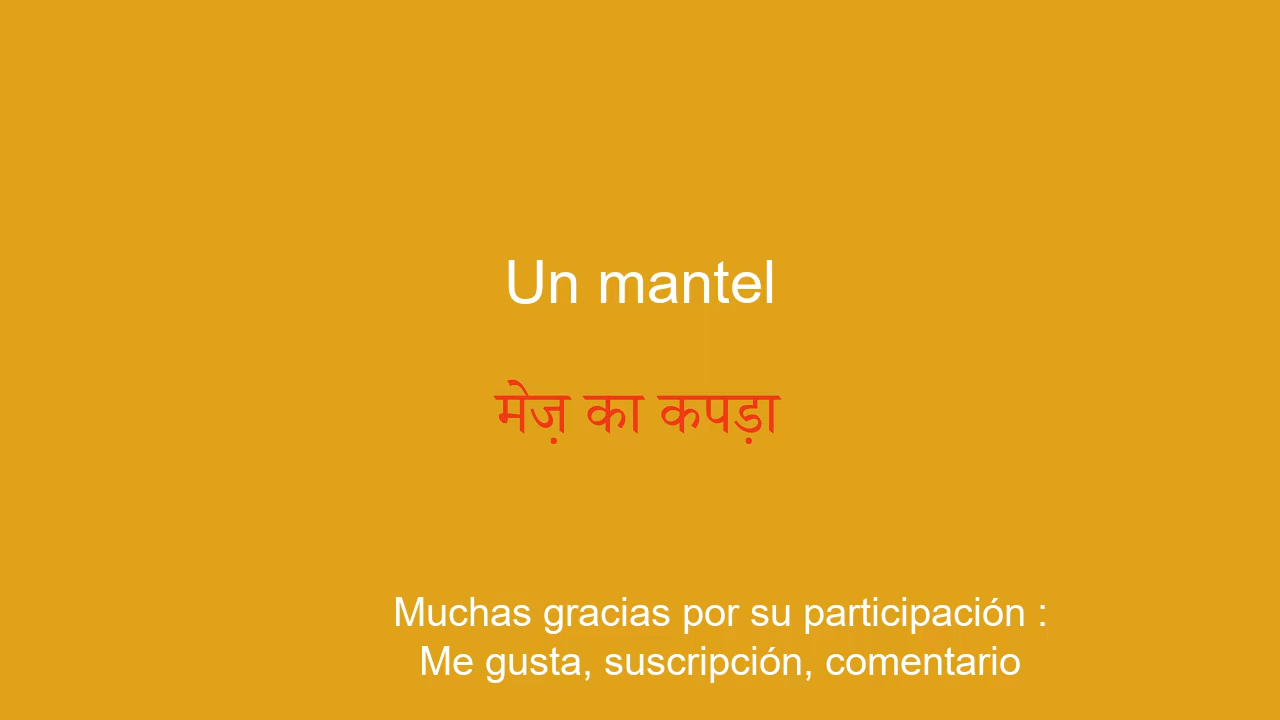 Un mantel
मेज़ का कपड़ा
Muchas gracias por su participación :
Me gusta, suscripción, comentario